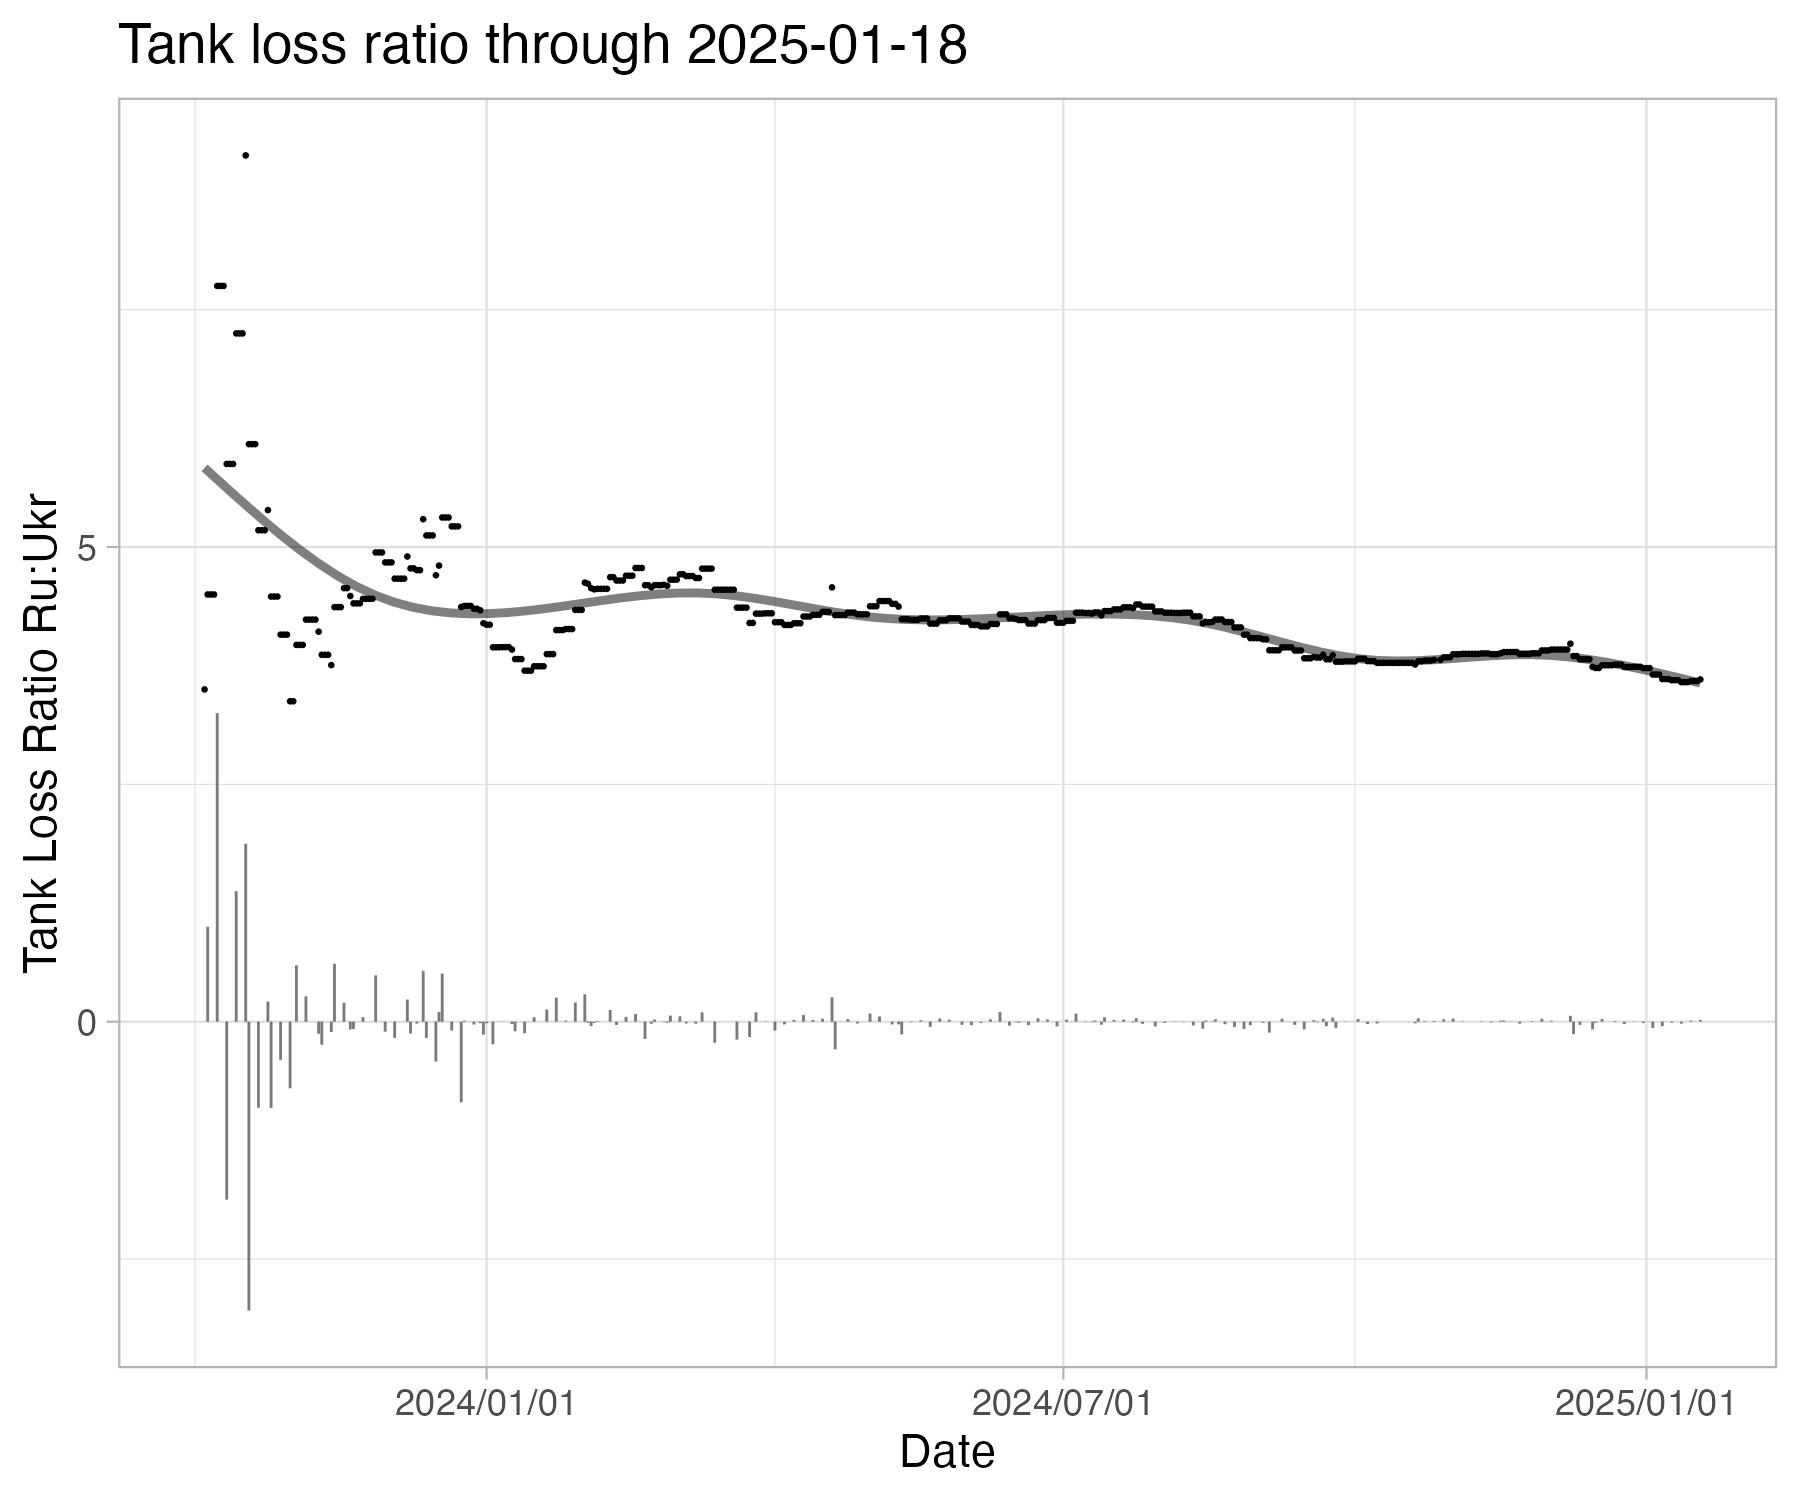 Tank loss ratio through 2025-01-18
Tank Loss Ratio Ru:Ukr
5
0
2024/01/01
2024/07/01
2025/01/01
Date